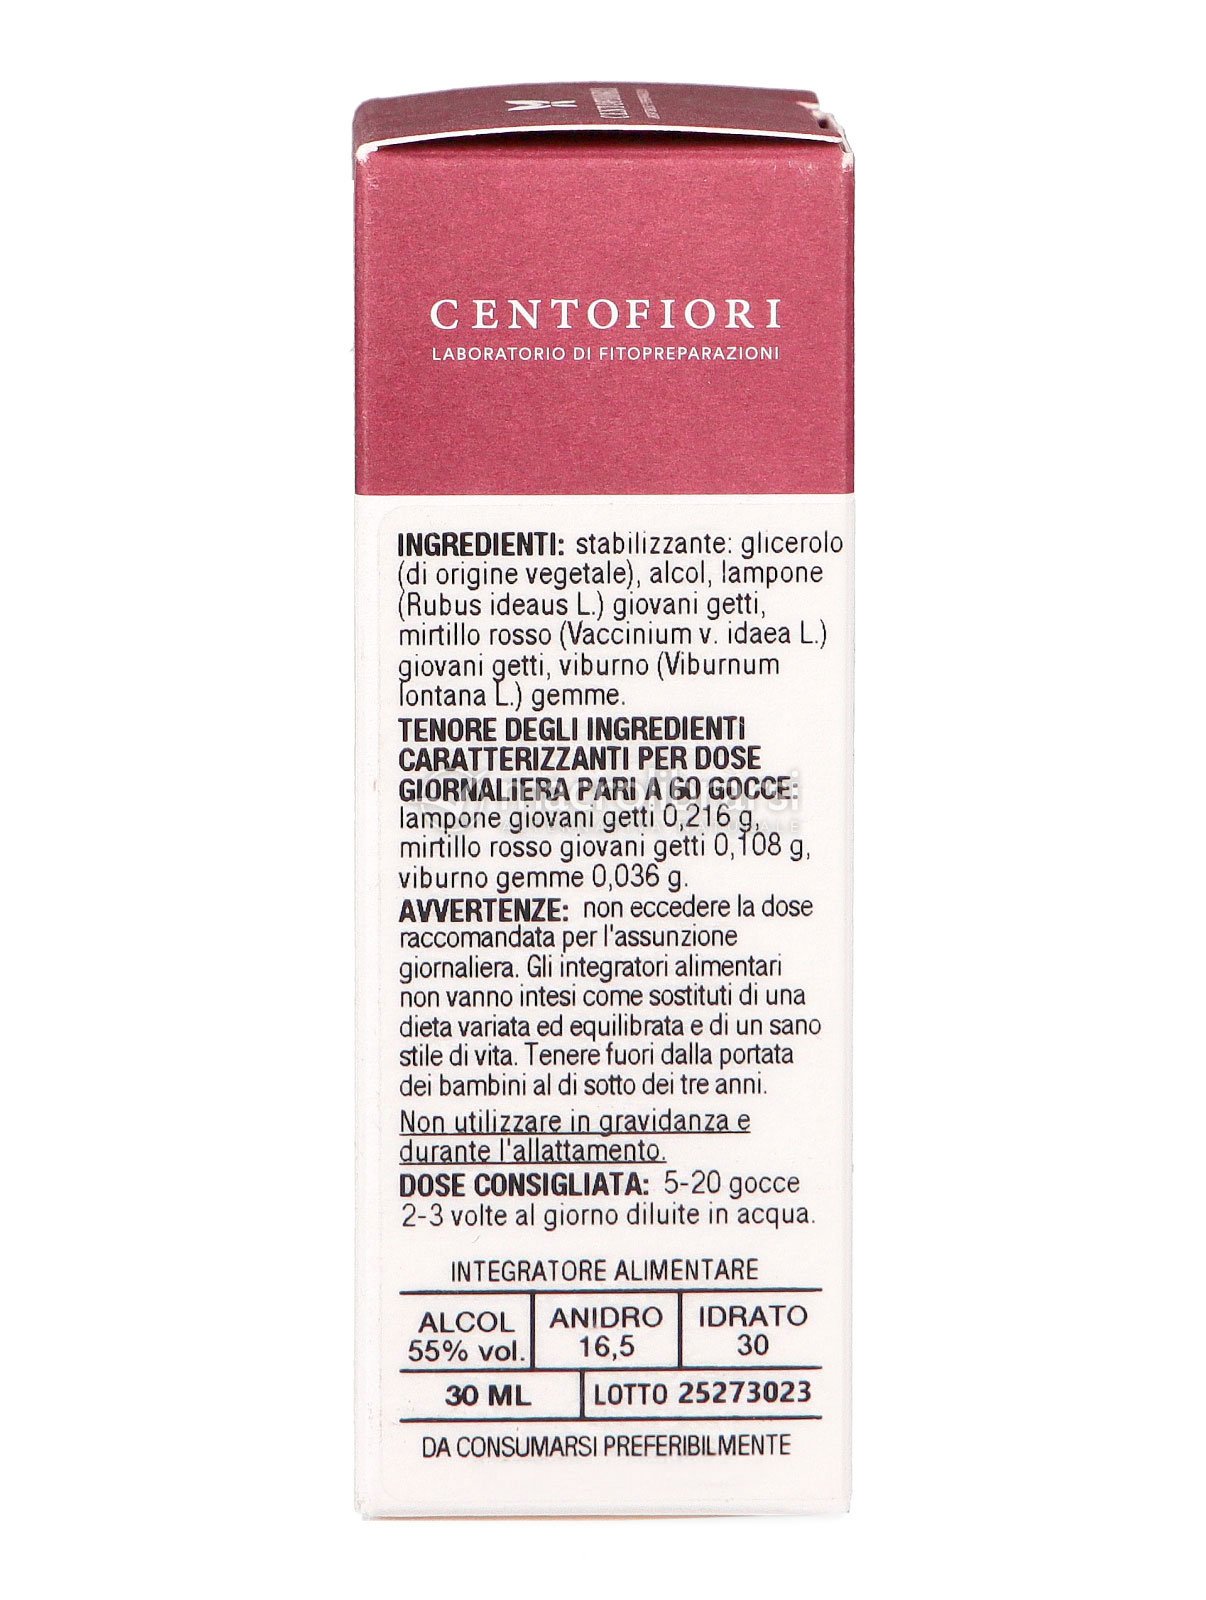 CENTOFIORI
LABORATORIO DI FITOPREPARAZIONI
INGREDIENTI: stabilizzante: glicerolo
(di origine vegetale), alcol, lampone
(Rubus ideaus L.) giovani getti,
mirtillo rosso (Vaccinium v. idaea L.)
giovani getti, viburno (Viburnum
lontana L.) gemme.
TENORE DEGLI INGREDIENTI
CARATTERIZZANTI PER DOSE
GIORNALIERA PARI A 60 GOCCE:
macrolibrarsi
lampone giovani getti 0,216 g,
mirtillo rosso giovani getti 0,108 g,
viburno gemme 0,036 g.
AVVERTENZE: non eccedere la dose
raccomandata per l'assunzione
giornaliera. Gli integratori alimentari
non vanno intesi come sostituti di una
dieta variata ed equilibrata e di un sano
stile di vita. Tenere fuori dalla portata
dei bambini al di sotto dei tre anni.
Non utilizzare in gravidanza e
durante l'allattamento.
DOSE CONSIGLIATA: 5-20 gocce
2-3 volte al giorno diluite in acqua.
INTEGRATORE ALIMENTARE
ALCOL ANIDRO IDRATO
55% vol. 16,5 30
30 ML LOTTO 25273023
DA CONSUMARSI PREFERIBILMENTE